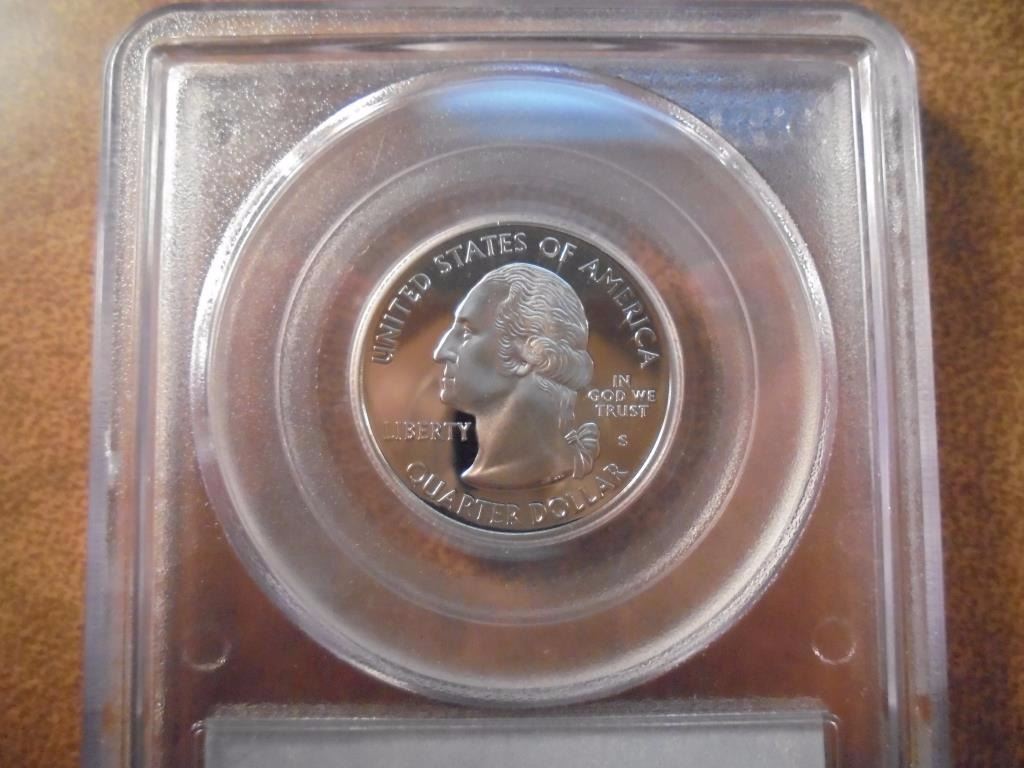 UNITED STATES OF AMERICA
IN
GOD WE
TRUST
LIBERTY
S
QUARTER DOLLAR